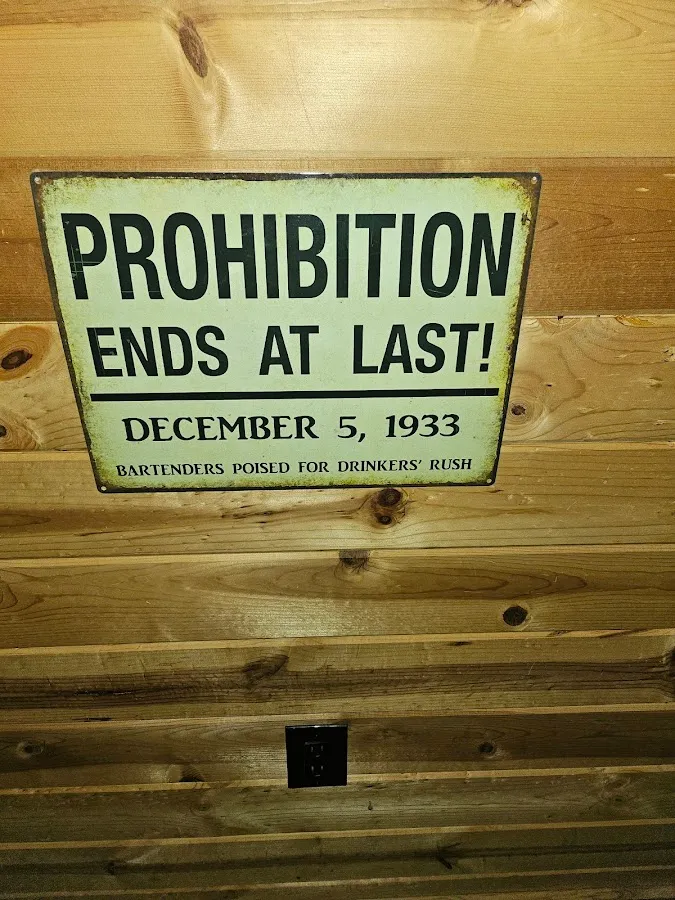 PROHIBITION
ENDS AT LAST!
DECEMBER 5, 1933
BARTENDERS POISED FOR DRINKERS' RUSH